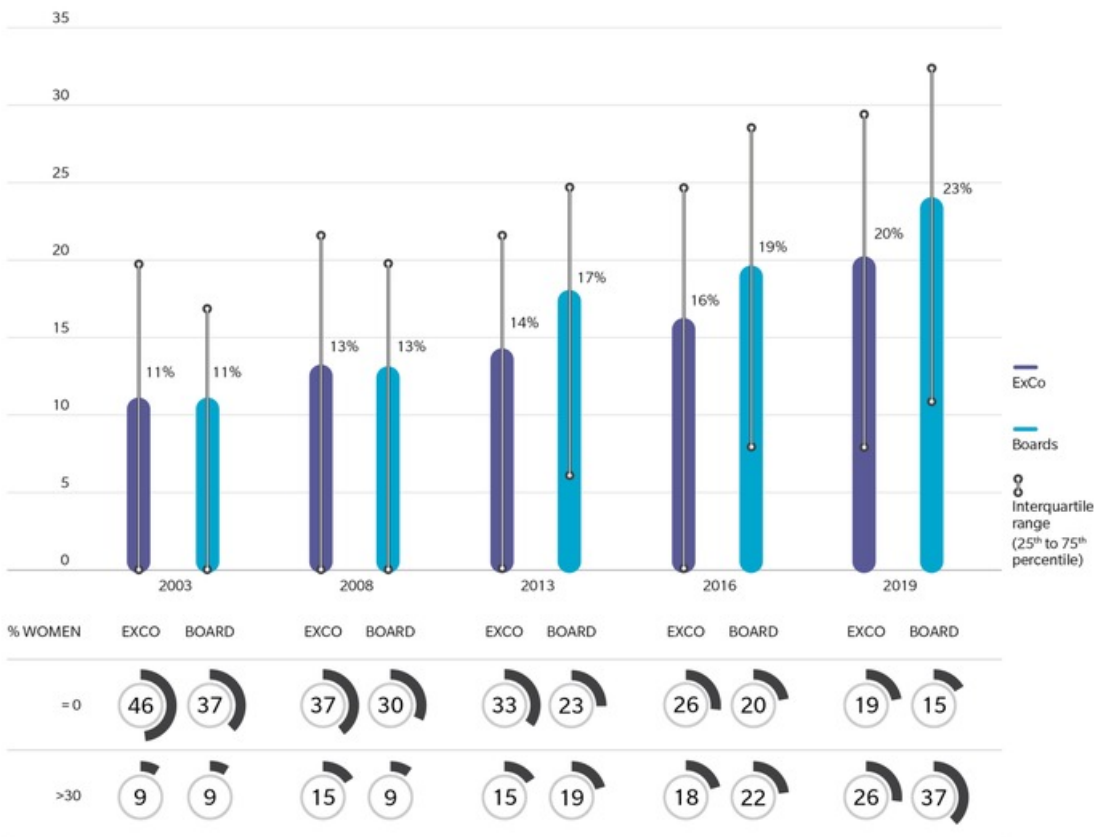 35
30
25
20
15
10
5
0
11%
11%
13%
13%
14%
17%
16%
19%
20%
23%
ExCo
Boards
Interquartile
range
(25th to 75th
percentile)
2003
2008
2013
2016
2019
% WOMEN EXCO BOARD EXCO BOARD EXCO BOARD EXCO BOARD EXCO BOARD
=0 46 37 37 30 33 23 26 20 19 15
>30 9 9 15 9 15 19 18 22 26 37